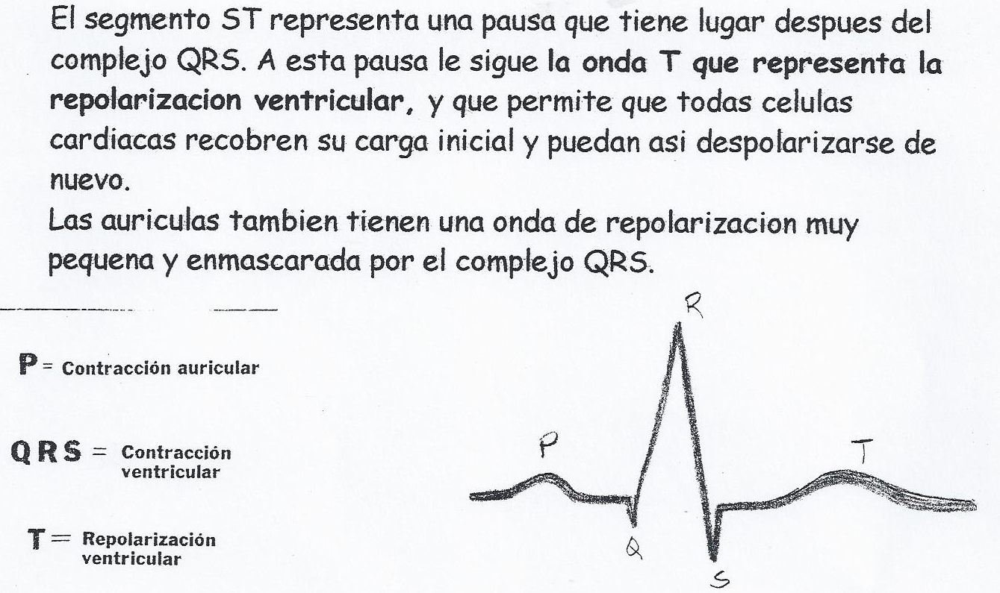 El segmento ST representa una pausa que tiene lugar despues del
complejo QRS. A esta pausa le sigue la onda T que representa la
repolarizacion ventricular, y que permite que todas celulas
cardiacas recobren su carga inicial y puedan asi despolarizarse de
nuevo.
Las auriculas tambien tienen una onda de repolarizacion muy
pequena y enmascarada por el complejo QRS.
P = Contracción auricular
QRS = Contracción
ventricular
T = Repolarización
ventricular
R
P
T
Q
S